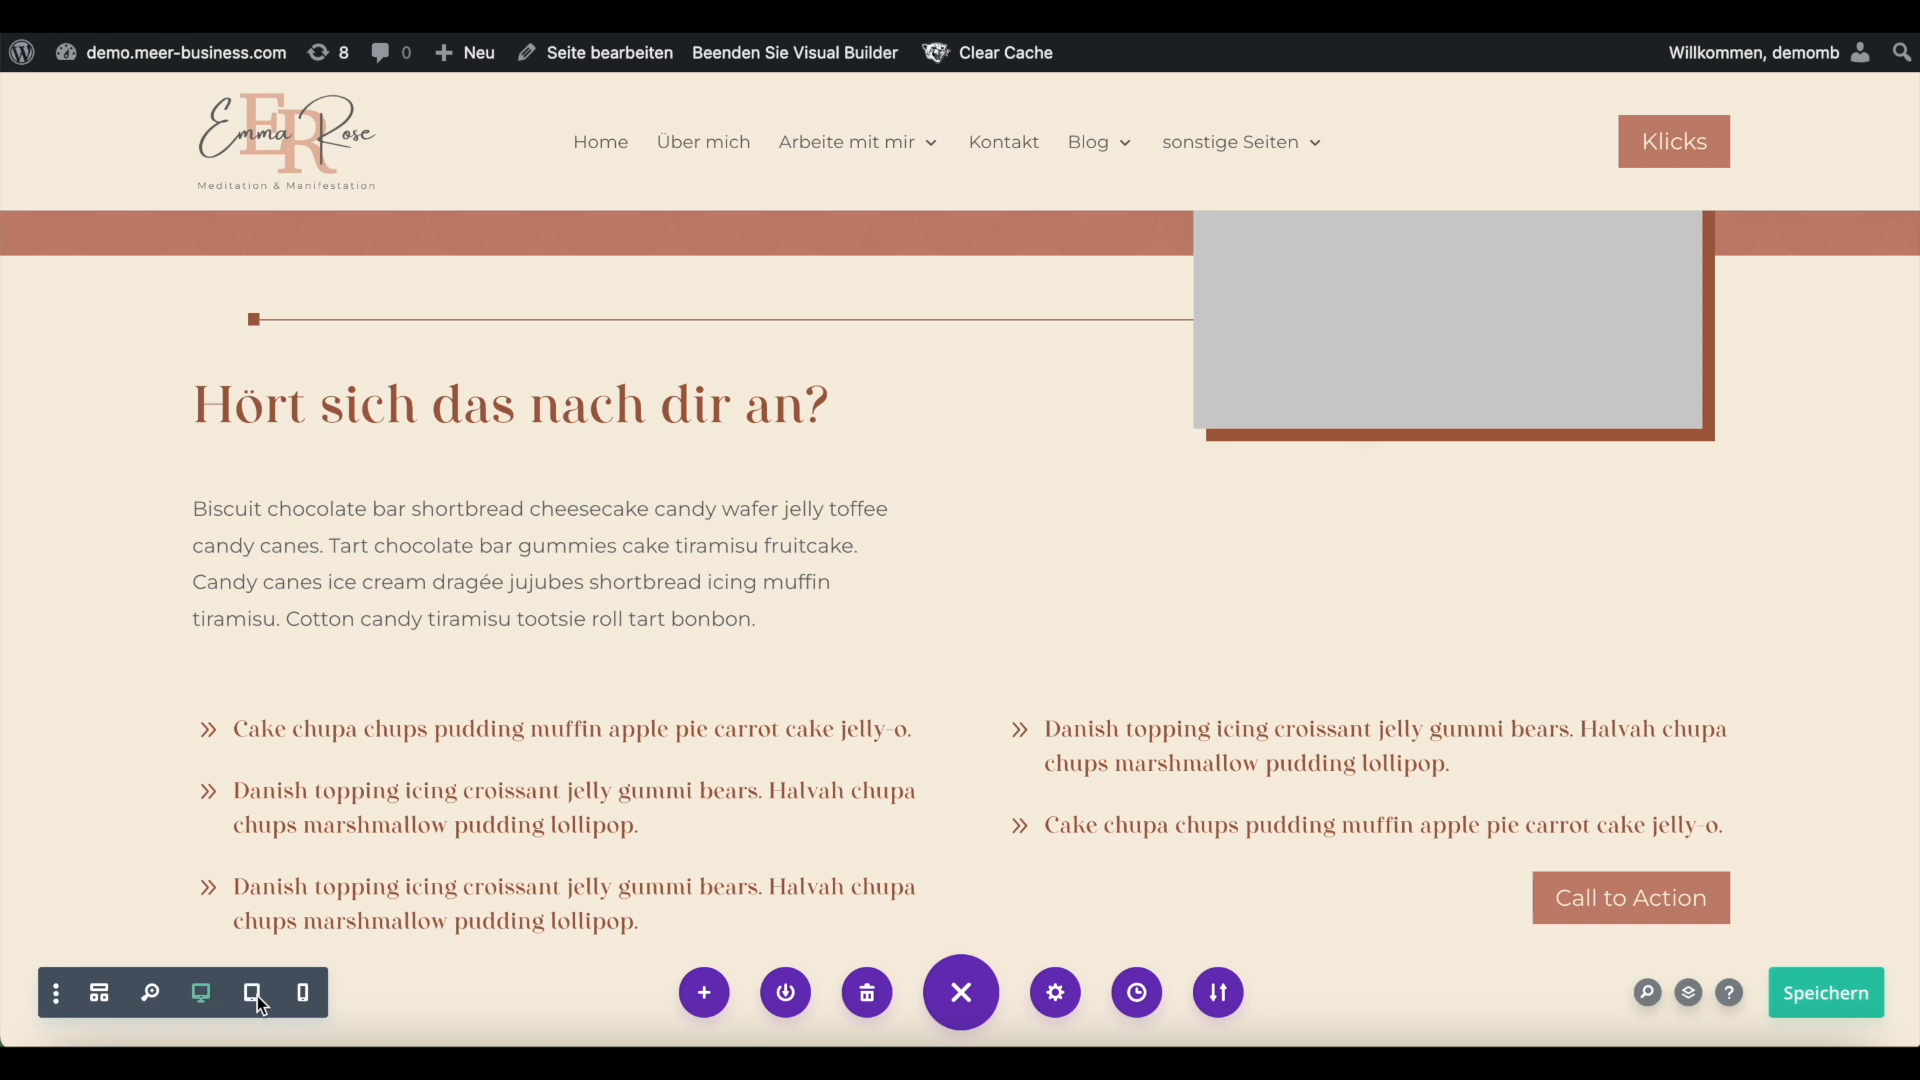 demo.meer-business.com 8 0 Neu Seite bearbeiten Beenden Sie Visual Builder Clear Cache Willkommen, demomb
ER
Emma Rose
Meditation & Manifestation
Home Über mich Arbeite mit mir Kontakt Blog sonstige Seiten Klicks
Hört sich das nach dir an?
Biscuit chocolate bar shortbread cheesecake candy wafer jelly toffee
candy canes. Tart chocolate bar gummies cake tiramisu fruitcake.
Candy canes ice cream dragée jujubes shortbread icing muffin
tiramisu. Cotton candy tiramisu tootsie roll tart bonbon.
Cake chupa chups pudding muffin apple pie carrot cake jelly-o.
Danish topping icing croissant jelly gummi bears. Halvah chupa
chups marshmallow pudding lollipop.
Danish topping icing croissant jelly gummi bears. Halvah chupa
chups marshmallow pudding lollipop.
Danish topping icing croissant jelly gummi bears. Halvah chupa
chups marshmallow pudding lollipop.
Cake chupa chups pudding muffin apple pie carrot cake jelly-o.
Call to Action
? Speichern